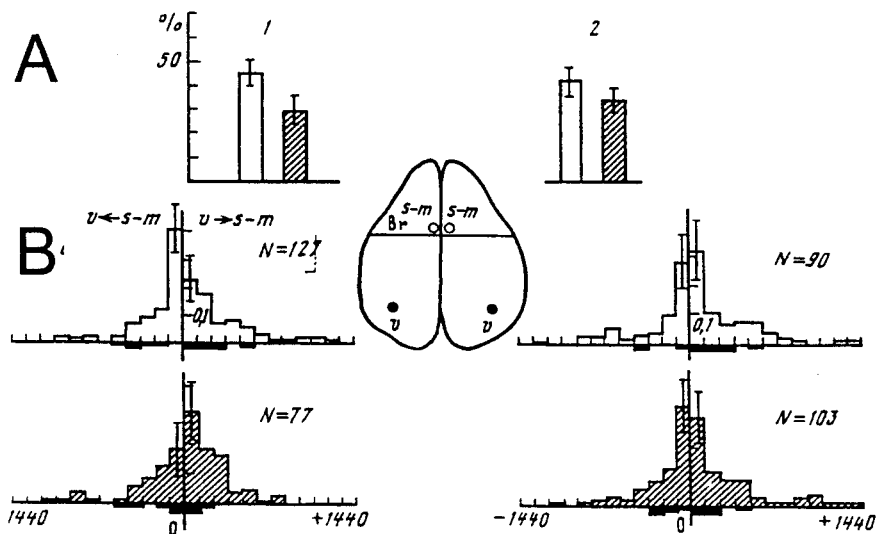 A
%
1
2
50
Br
s-m s-m
v←s-m v→s-m
B
N=127
0,1
v v
N=90
0,1
N=77
N=103
1440 0 +1440
-1440 0 +1440